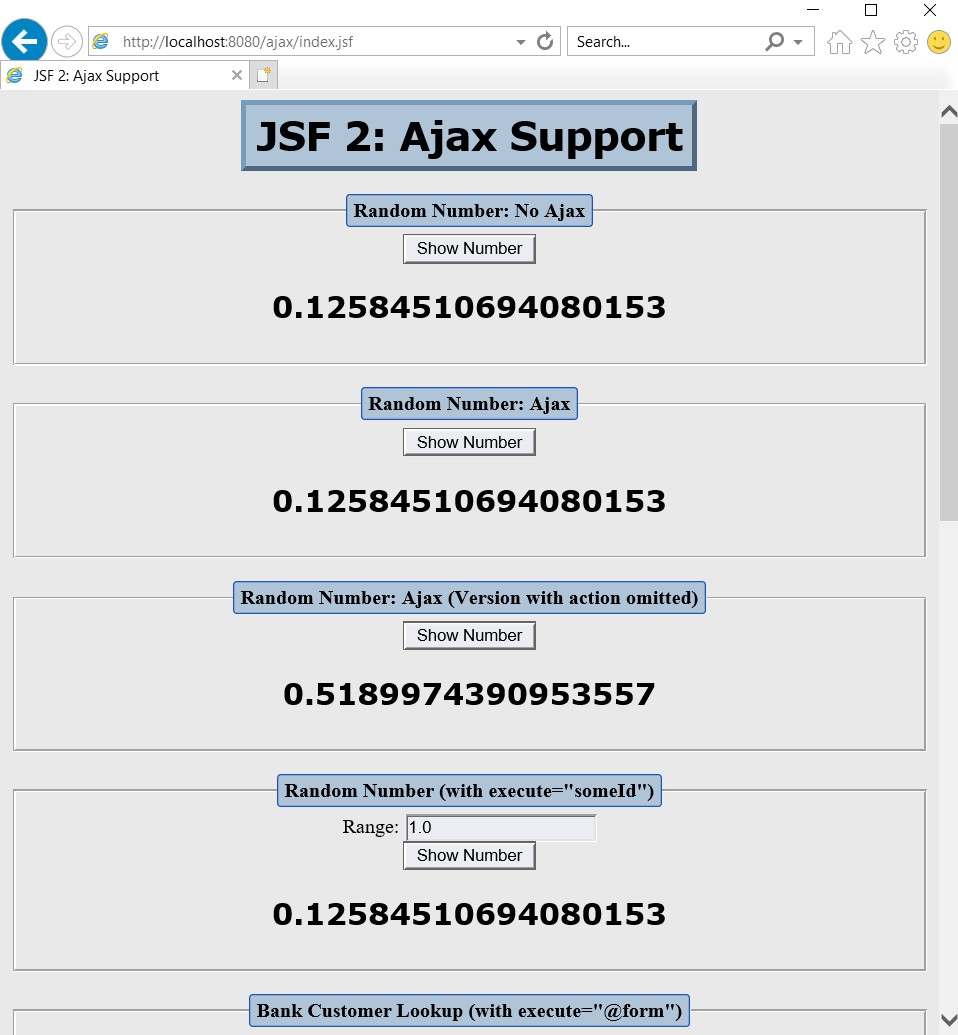 http://localhost:8080/ajax/index.jsf
Search...
JSF 2: Ajax Support
JSF 2: Ajax Support
Random Number: No Ajax
Show Number
0.12584510694080153
Random Number: Ajax
Show Number
0.12584510694080153
Random Number: Ajax (Version with action omitted)
Show Number
0.5189974390953557
Random Number (with execute="someId")
Range: 1.0
Show Number
0.12584510694080153
Bank Customer Lookup (with execute="@form")